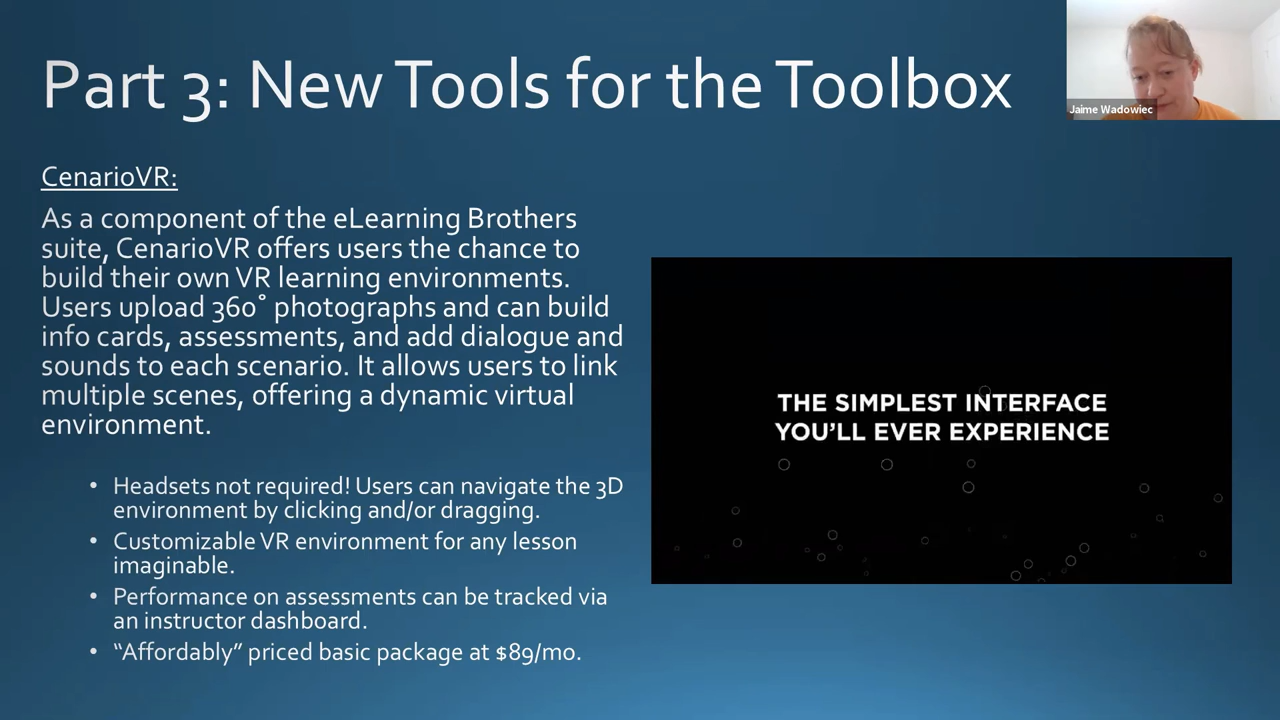 Part 3: New Tools for the Toolbox
Jaime Wadowiec
CenarioVR:
As a component of the eLearning Brothers
suite, CenarioVR offers users the chance to
build their own VR learning environments.
Users upload 360° photographs and can build
info cards, assessments, and add dialogue and
sounds to each scenario. It allows users to link
multiple scenes, offering a dynamic virtual
environment.
• Headsets not required! Users can navigate the 3D
environment by clicking and/or dragging.
• Customizable VR environment for any lesson
imaginable.
• Performance on assessments can be tracked via
an instructor dashboard.
• “Affordably” priced basic package at $89/mo.
THE SIMPLEST INTERFACE
YOU’LL EVER EXPERIENCE